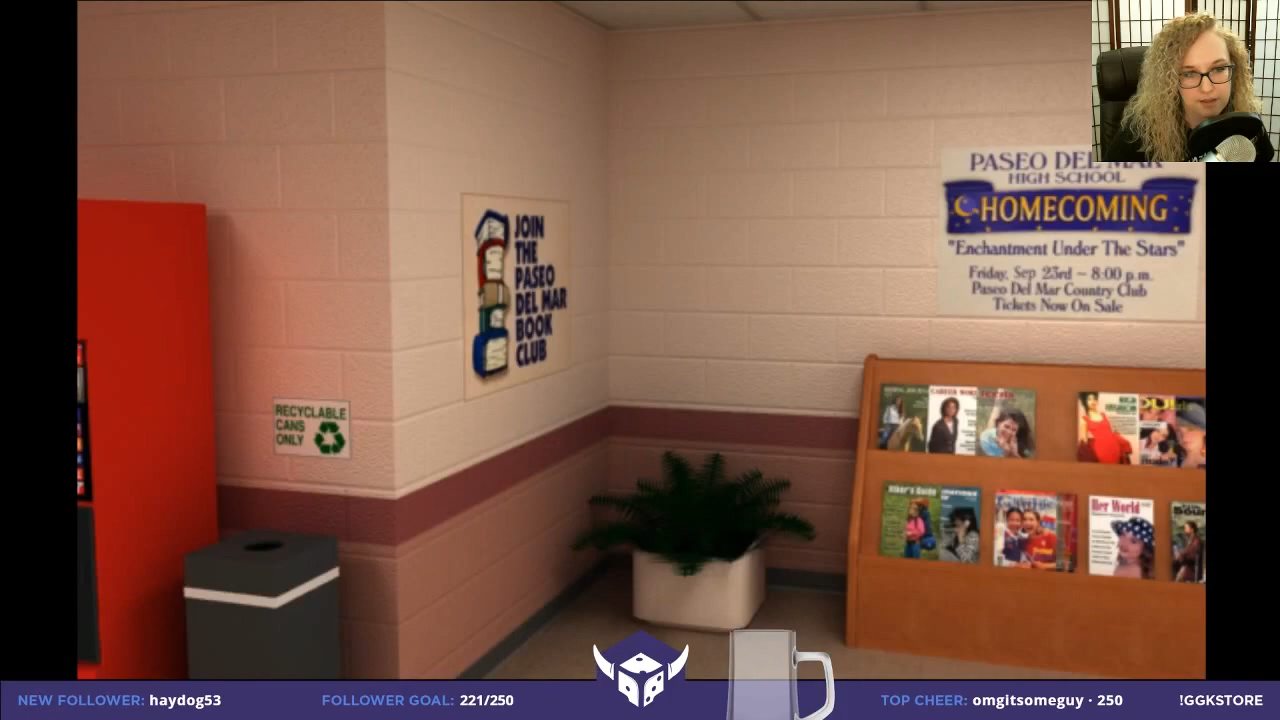 PASEO DEL MAR
HIGH SCHOOL
HOMECOMING
"Enchantment Under The Stars"
Friday, Sep 23rd ~ 8:00 p.m.
Paseo Del Mar Country Club
Tickets Now On Sale
JOIN
THE
PASEO
DEL MAR
BOOK
CLUB
RECYCLABLE
CANS
ONLY
Hiker's Guide
Her World
NEW FOLLOWER: haydog53
FOLLOWER GOAL: 221/250
TOP CHEER: omgitsomeguy · 250
!GGKSTORE